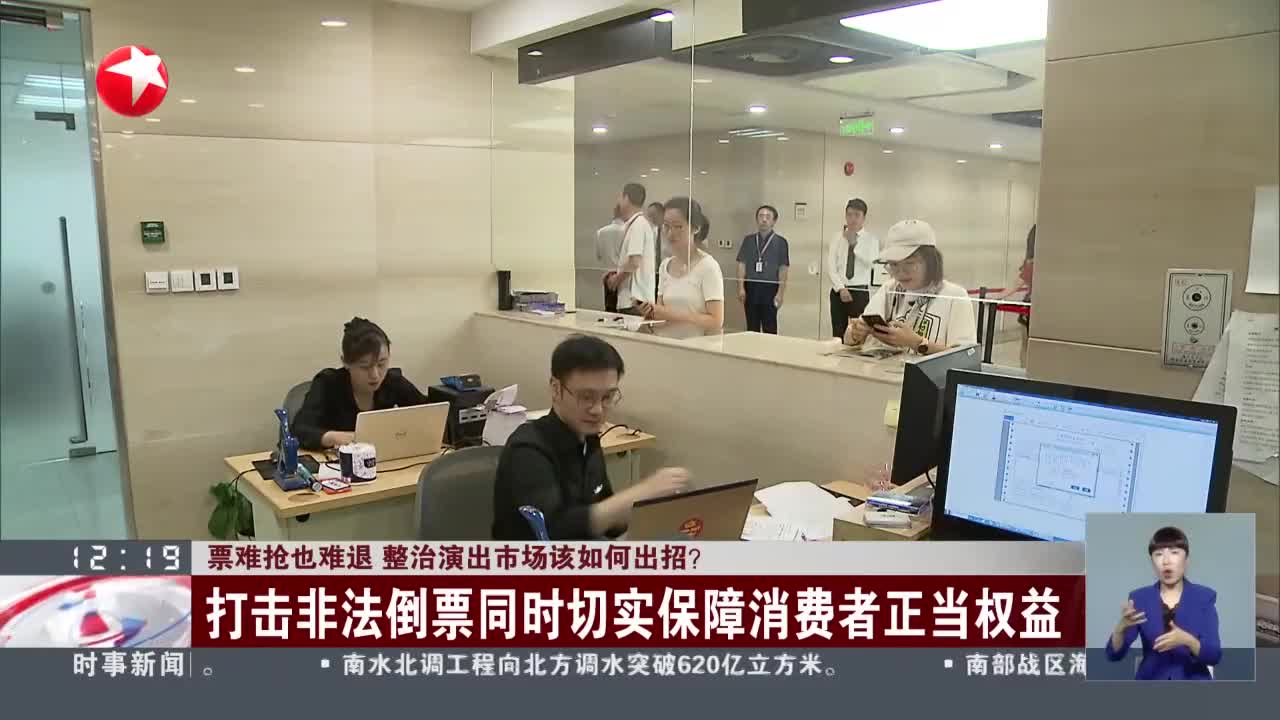 12:19
票难抢也难退 整治演出市场该如何出招？
打击非法倒票同时切实保障消费者正当权益
时事新闻 。 ▪ 南水北调工程向北方调水突破620亿立方米。 ▪ 南部战区海